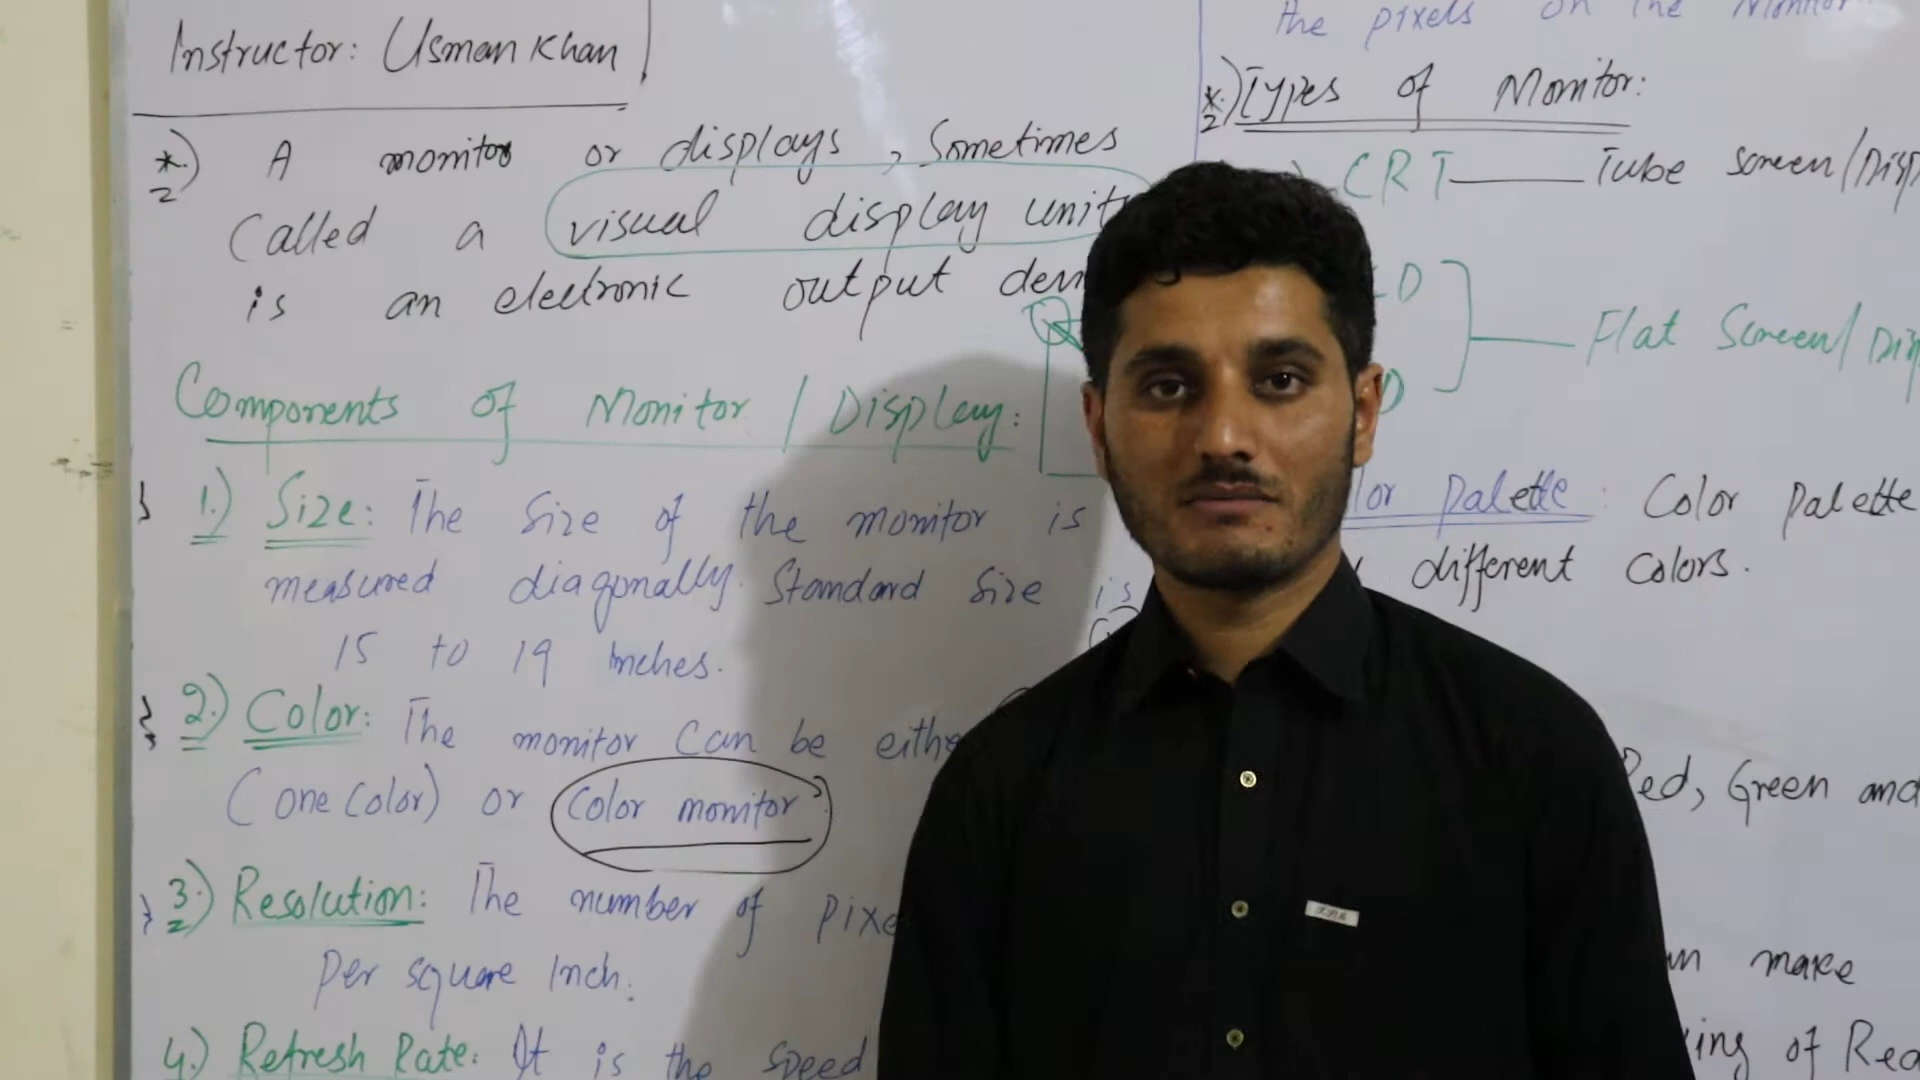 Instructor: Usman Khan
*) A monitor or displays, Sometimes
Called a visual display unit
is an electronic output
Components of Monitor / Display:
1.) Size: The Size of the monitor is
measured diagonally. Standard Size is
15 to 19 Inches.
2.) Color: The monitor Can be
(one Color) or Color monitor
3.) Resolution: The number of
Per square Inch.
4.) Refresh Rate: It is the speed
the pixels on the Monitor
*) Types of Monitor:
CRT Tube Screen/
Flat Screen/
Palette: Color Palette
different Colors.
Red, Green and
make
of